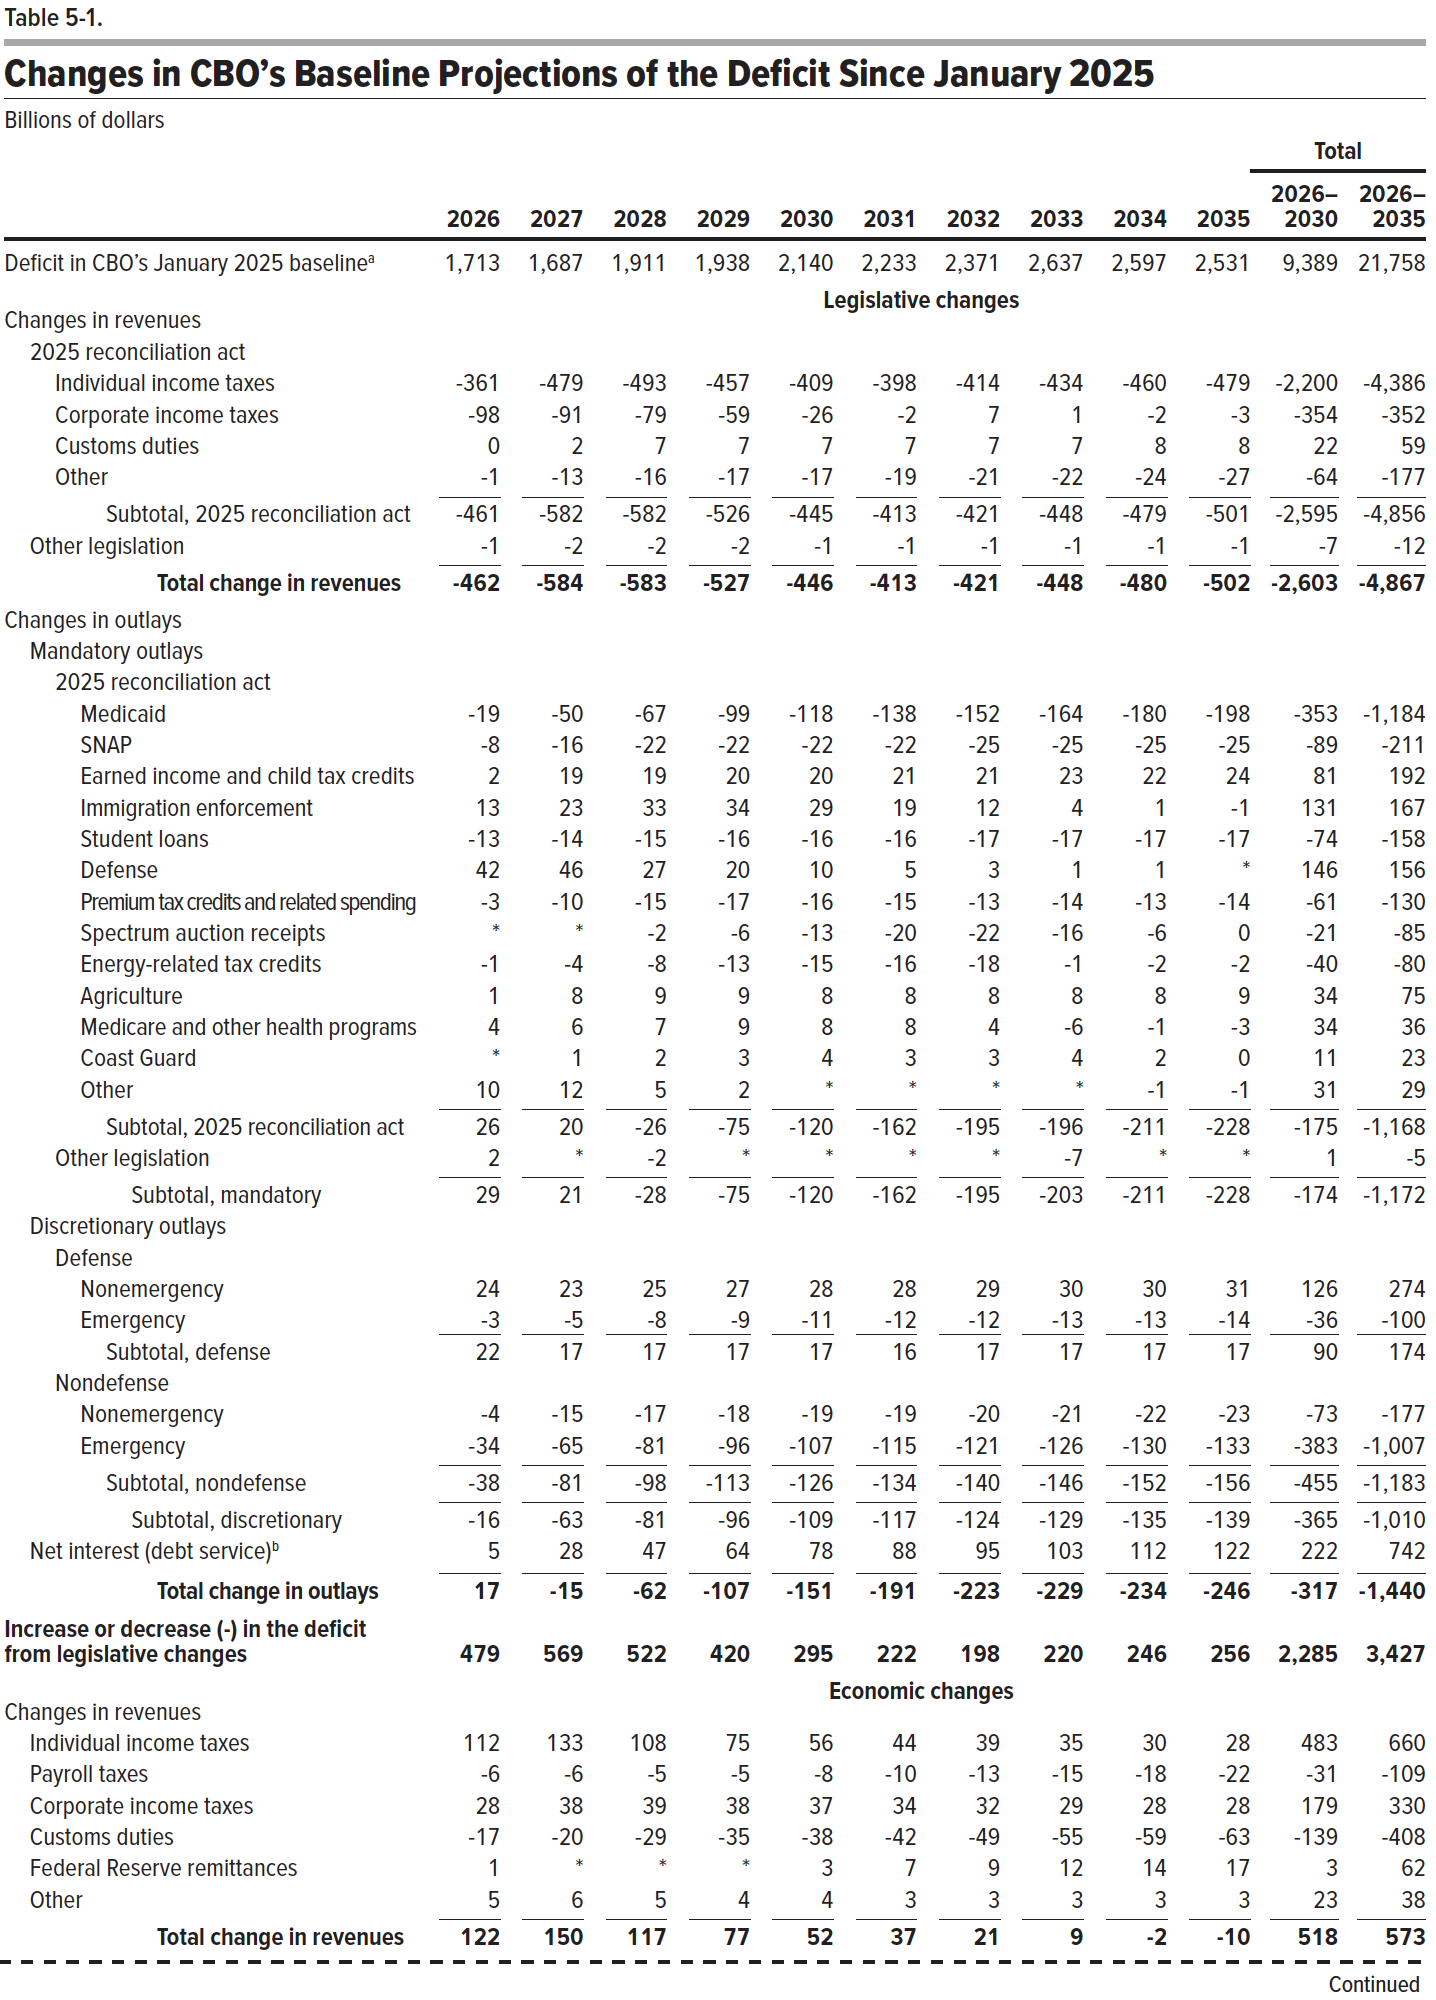 Table 5-1.
Changes in CBO’s Baseline Projections of the Deficit Since January 2025
Billions of dollars
Total
2026– 2026–
2026 2027 2028 2029 2030 2031 2032 2033 2034 2035 2030 2035
Deficit in CBO’s January 2025 baselineᵃ 1,713 1,687 1,911 1,938 2,140 2,233 2,371 2,637 2,597 2,531 9,389 21,758
Legislative changes
Changes in revenues
2025 reconciliation act
Individual income taxes -361 -479 -493 -457 -409 -398 -414 -434 -460 -479 -2,200 -4,386
Corporate income taxes -98 -91 -79 -59 -26 -2 7 1 -2 -3 -354 -352
Customs duties 0 2 7 7 7 7 7 7 8 8 22 59
Other -1 -13 -16 -17 -17 -19 -21 -22 -24 -27 -64 -177
Subtotal, 2025 reconciliation act -461 -582 -582 -526 -445 -413 -421 -448 -479 -501 -2,595 -4,856
Other legislation -1 -2 -2 -2 -1 -1 -1 -1 -1 -1 -7 -12
Total change in revenues -462 -584 -583 -527 -446 -413 -421 -448 -480 -502 -2,603 -4,867
Changes in outlays
Mandatory outlays
2025 reconciliation act
Medicaid -19 -50 -67 -99 -118 -138 -152 -164 -180 -198 -353 -1,184
SNAP -8 -16 -22 -22 -22 -22 -25 -25 -25 -25 -89 -211
Earned income and child tax credits 2 19 19 20 20 21 21 23 22 24 81 192
Immigration enforcement 13 23 33 34 29 19 12 4 1 -1 131 167
Student loans -13 -14 -15 -16 -16 -16 -17 -17 -17 -17 -74 -158
Defense 42 46 27 20 10 5 3 1 1 * 146 156
Premium tax credits and related spending -3 -10 -15 -17 -16 -15 -13 -14 -13 -14 -61 -130
Spectrum auction receipts * * -2 -6 -13 -20 -22 -16 -6 0 -21 -85
Energy-related tax credits -1 -4 -8 -13 -15 -16 -18 -1 -2 -2 -40 -80
Agriculture 1 8 9 9 8 8 8 8 8 9 34 75
Medicare and other health programs 4 6 7 9 8 8 4 -6 -1 -3 34 36
Coast Guard * 1 2 3 4 3 3 4 2 0 11 23
Other 10 12 5 2 * * * * -1 -1 31 29
Subtotal, 2025 reconciliation act 26 20 -26 -75 -120 -162 -195 -196 -211 -228 -175 -1,168
Other legislation 2 * -2 * * * * -7 * * 1 -5
Subtotal, mandatory 29 21 -28 -75 -120 -162 -195 -203 -211 -228 -174 -1,172
Discretionary outlays
Defense
Nonemergency 24 23 25 27 28 28 29 30 30 31 126 274
Emergency -3 -5 -8 -9 -11 -12 -12 -13 -13 -14 -36 -100
Subtotal, defense 22 17 17 17 17 16 17 17 17 17 90 174
Nondefense
Nonemergency -4 -15 -17 -18 -19 -19 -20 -21 -22 -23 -73 -177
Emergency -34 -65 -81 -96 -107 -115 -121 -126 -130 -133 -383 -1,007
Subtotal, nondefense -38 -81 -98 -113 -126 -134 -140 -146 -152 -156 -455 -1,183
Subtotal, discretionary -16 -63 -81 -96 -109 -117 -124 -129 -135 -139 -365 -1,010
Net interest (debt service)ᵇ 5 28 47 64 78 88 95 103 112 122 222 742
Total change in outlays 17 -15 -62 -107 -151 -191 -223 -229 -234 -246 -317 -1,440
Increase or decrease (-) in the deficit
from legislative changes 479 569 522 420 295 222 198 220 246 256 2,285 3,427
Economic changes
Changes in revenues
Individual income taxes 112 133 108 75 56 44 39 35 30 28 483 660
Payroll taxes -6 -6 -5 -5 -8 -10 -13 -15 -18 -22 -31 -109
Corporate income taxes 28 38 39 38 37 34 32 29 28 28 179 330
Customs duties -17 -20 -29 -35 -38 -42 -49 -55 -59 -63 -139 -408
Federal Reserve remittances 1 * * * 3 7 9 12 14 17 3 62
Other 5 6 5 4 4 3 3 3 3 3 23 38
Total change in revenues 122 150 117 77 52 37 21 9 -2 -10 518 573
Continued